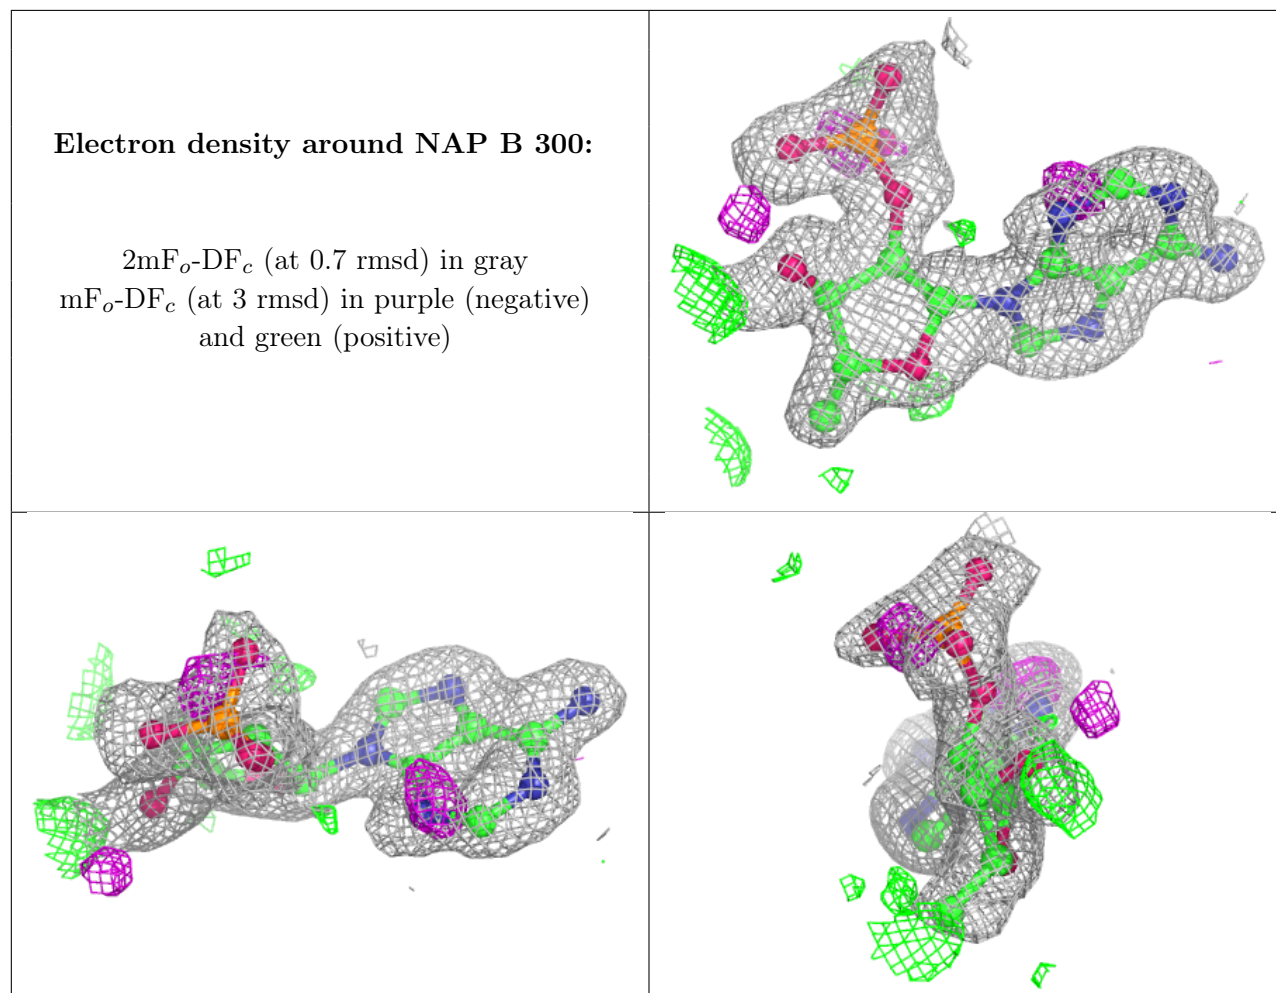 Electron density around NAP B 300:
2mFo-DFc (at 0.7 rmsd) in gray
mFo-DFc (at 3 rmsd) in purple (negative)
and green (positive)